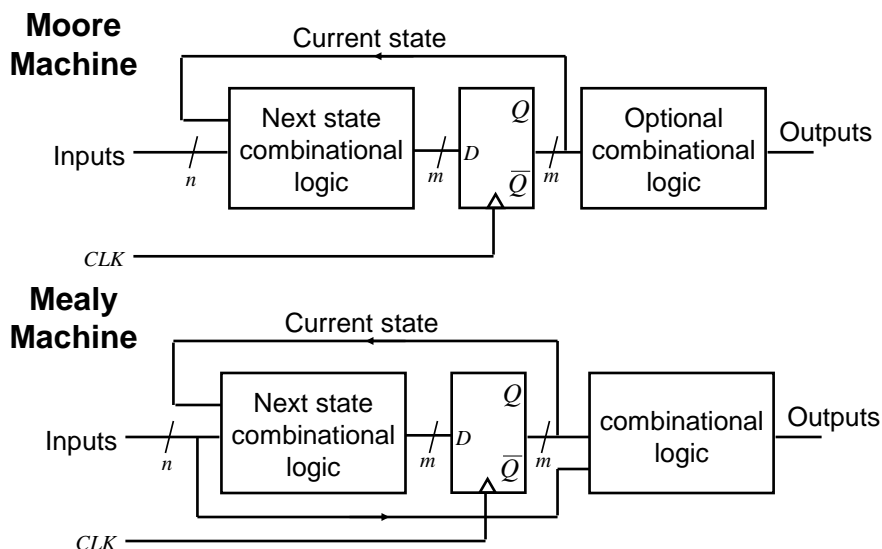 Moore
Machine
Current state
Inputs
n
Next state
combinational
logic
m
D
Q
Q̅
m
Optional
combinational
logic
Outputs
CLK
Mealy
Machine
Current state
Inputs
n
Next state
combinational
logic
m
D
Q
Q̅
m
combinational
logic
Outputs
CLK